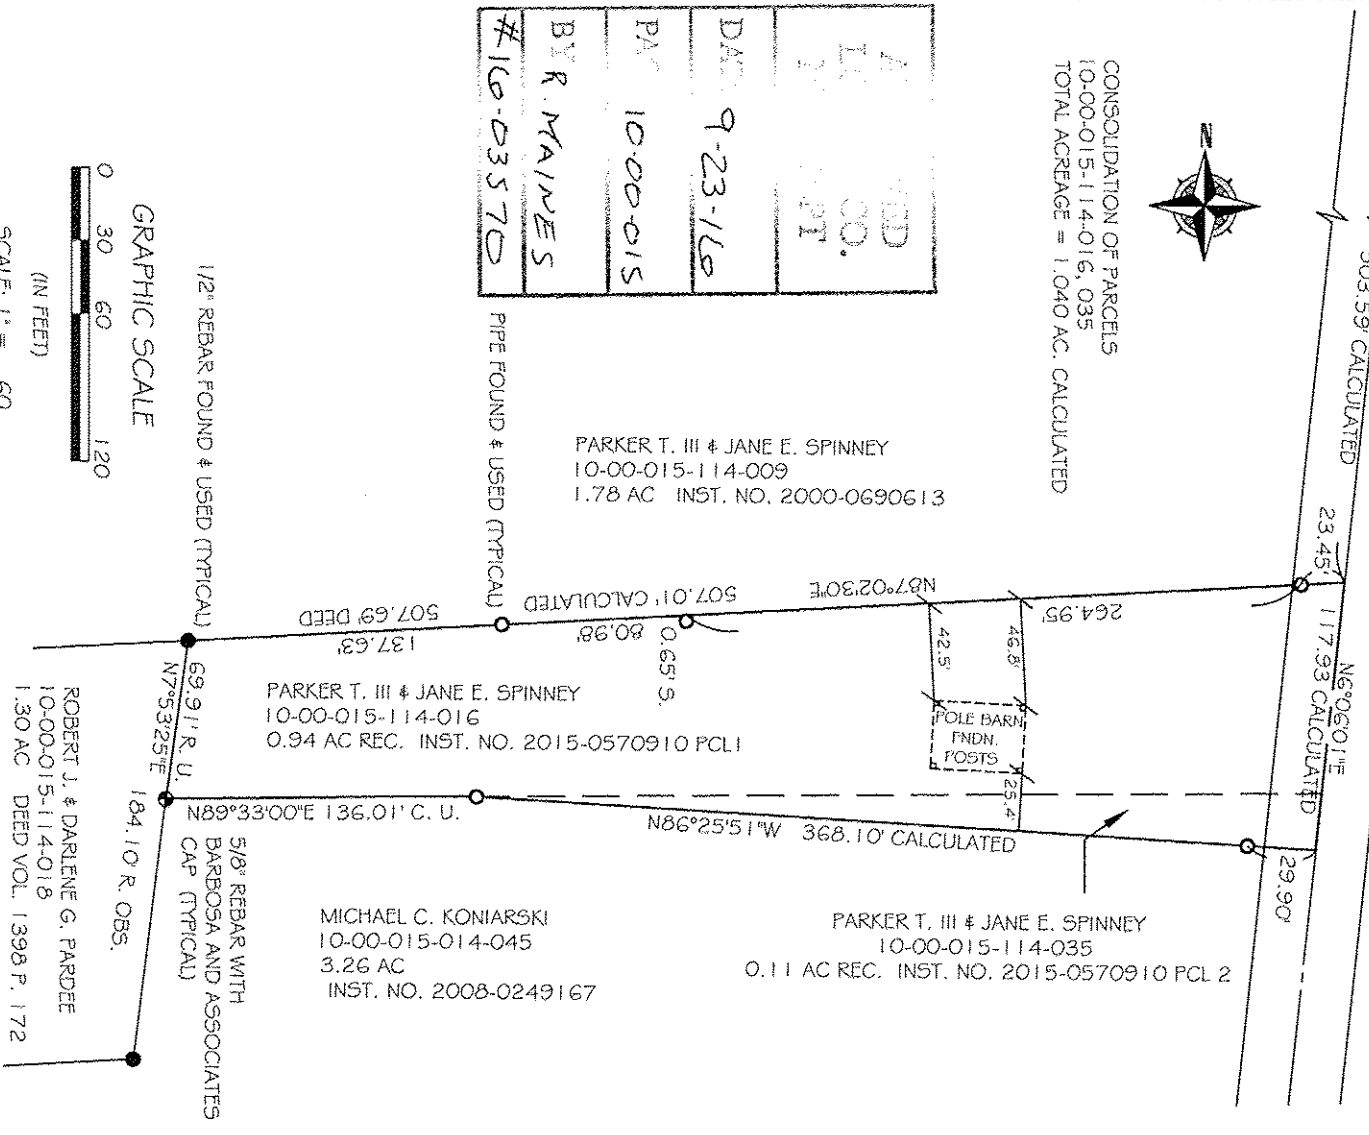 CONSOLIDATION OF PARCELS
10-00-015-114-016, 035
TOTAL ACREAGE = 1.040 AC. CALCULATED
N
CO.
9-23-16
10-00-015
BY R. MAINES
#16-03570
303.59' CALCULATED
23.45'
N6°06'01"E
117.93 CALCULATED
29.90'
PARKER T. III & JANE E. SPINNEY
10-00-015-114-009
1.78 AC INST. NO. 2000-0690613
PIPE FOUND & USED (TYPICAL)
1/2" REBAR FOUND & USED (TYPICAL)
GRAPHIC SCALE
0 30 60 120
(IN FEET)
SCALE: 1" = 60
507.69' DEED
507.01' CALCULATED
N87°02'30"E
137.63'
80.98'
0.65' S.
264.95'
42.5'
46.8'
POLE BARN
FNDN.
POSTS
25.4'
PARKER T. III & JANE E. SPINNEY
10-00-015-114-016
0.94 AC REC. INST. NO. 2015-0570910 PCL1
69.91' R. U.
N7°53'25"E
184.10' R. OBS.
N89°33'00"E 136.01' C. U.
N86°25'51"W 368.10' CALCULATED
5/8" REBAR WITH
BARBOSA AND ASSOCIATES
CAP (TYPICAL)
MICHAEL C. KONIARSKI
10-00-015-014-045
3.26 AC
INST. NO. 2008-0249167
PARKER T. III & JANE E. SPINNEY
10-00-015-114-035
0.11 AC REC. INST. NO. 2015-0570910 PCL 2
ROBERT J. & DARLENE G. PARDEE
10-00-015-114-018
1.30 AC DEED VOL. 1398 P. 172